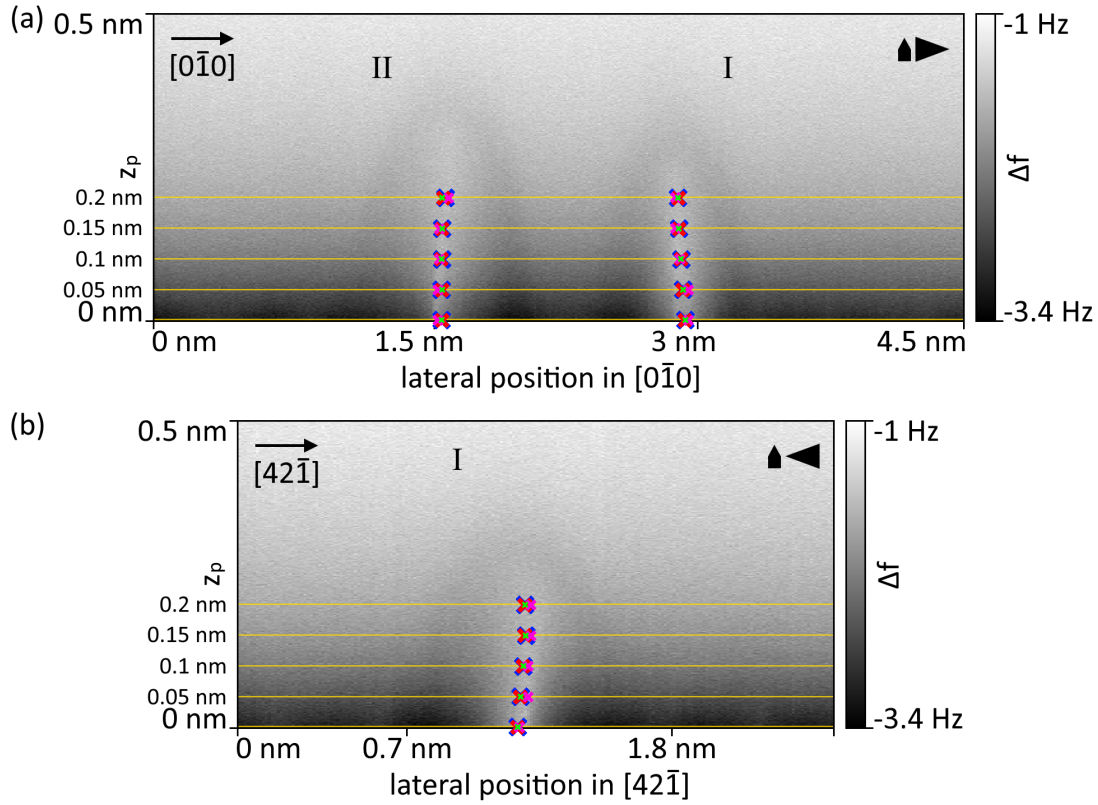 (a)
0.5 nm
[01̄0]
II
I
-1 Hz
zp
0.2 nm
0.15 nm
0.1 nm
0.05 nm
0 nm
Δf
-3.4 Hz
0 nm
1.5 nm
3 nm
4.5 nm
lateral position in [01̄0]
(b)
0.5 nm
[421̄]
I
-1 Hz
zp
0.2 nm
0.15 nm
0.1 nm
0.05 nm
0 nm
Δf
-3.4 Hz
0 nm
0.7 nm
1.8 nm
lateral position in [421̄]